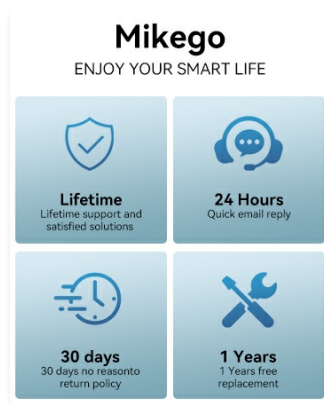 Mikego
ENJOY YOUR SMART LIFE
Lifetime
Lifetime support and
satisfied solutions
24 Hours
Quick email reply
30 days
30 days no reasonto
return policy
1 Years
1 Years free
replacement